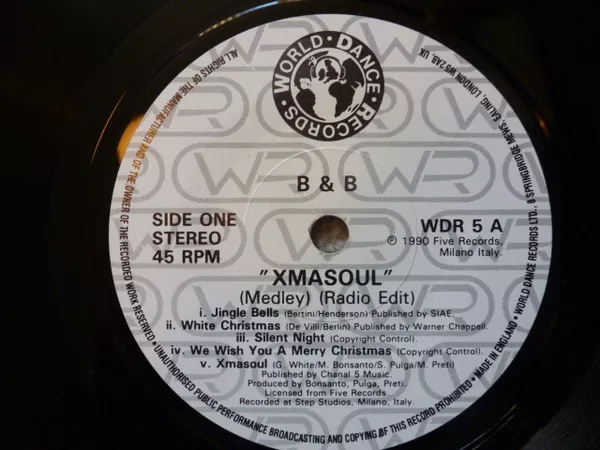 WORLD · DANCE · RECORDS ·
WR
B & B
SIDE ONE
STEREO
45 RPM
WDR 5 A
℗ 1990 Five Records,
Milano Italy.
"XMASOUL"
(Medley) (Radio Edit)
i. Jingle Bells (Bertini/Henderson) Published by SIAE.
ii. White Christmas (De Villi/Berlin) Published by Warner Chappell.
iii. Silent Night (Copyright Control).
iv. We Wish You A Merry Christmas (Copyright Control).
v. Xmasoul (G. White/M. Bonsanto/S. Pulga/M. Preti)
Published by Chanal 5 Music.
Produced by Bonsanto, Pulga, Preti.
Licensed from Five Records.
Recorded at Step Studios, Milano, Italy.
ALL RIGHTS OF THE MANUFACTURER AND OF THE OWNER OF THE RECORDED WORK RESERVED • UNAUTHORISED PUBLIC PERFORMANCE BROADCASTING AND COPYING OF THIS RECORD PROHIBITED • MADE IN ENGLAND
WORLD DANCE RECORDS LTD., 8 SPRINGBRIDGE MEWS, EALING, LONDON W5 2AB, UK